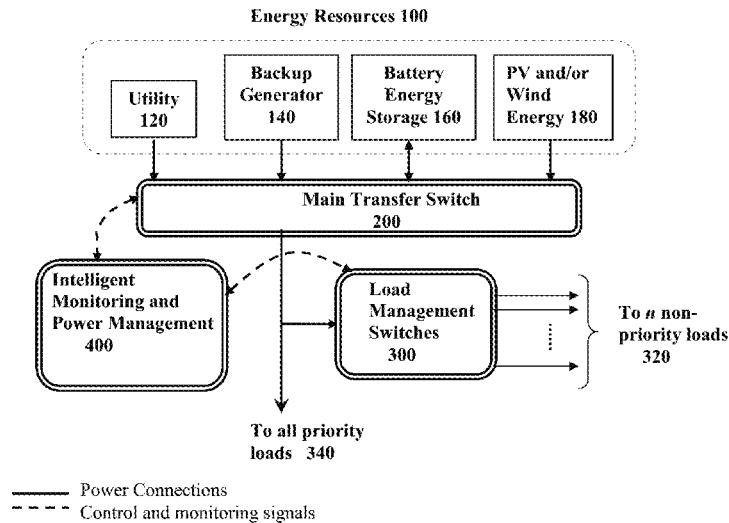 Energy Resources 100
Utility
120
Backup
Generator
140
Battery
Energy
Storage 160
PV and/or
Wind
Energy 180
Main Transfer Switch
200
Intelligent
Monitoring and
Power Management
400
Load
Management
Switches
300
To n non-
priority loads
320
To all priority
loads 340
Power Connections
Control and monitoring signals